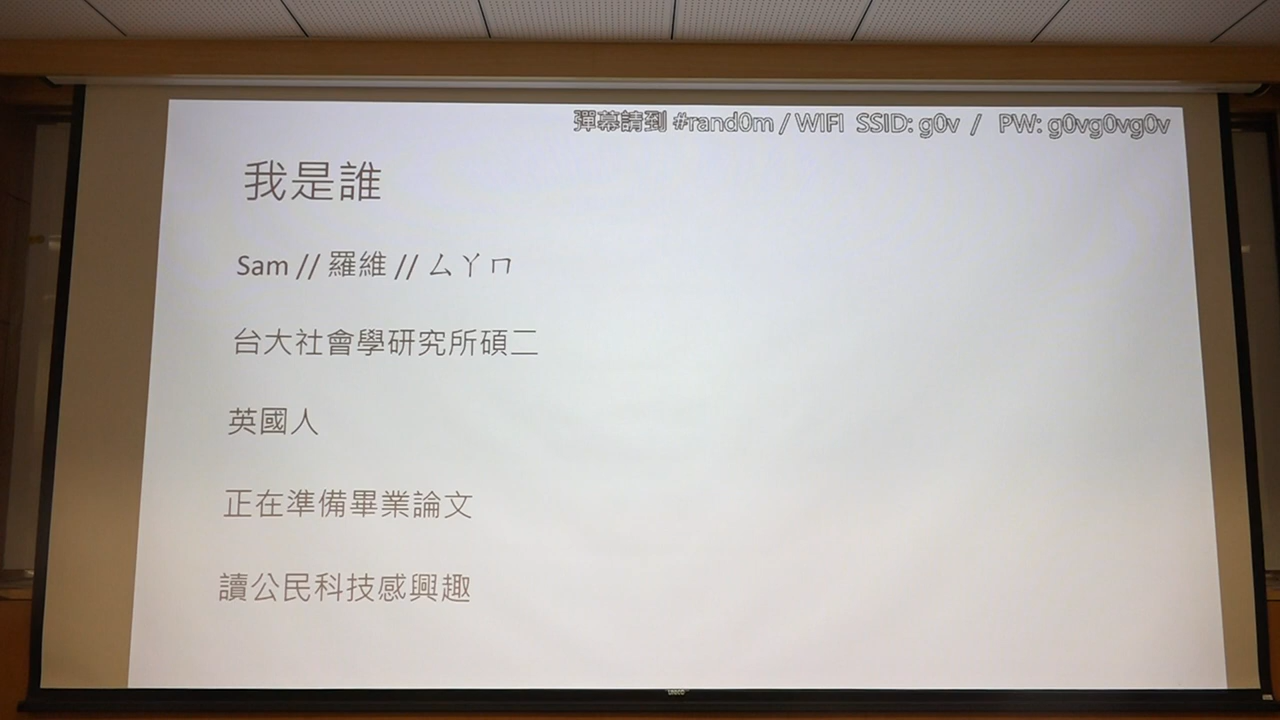 彈幕請到 #rand0m / WIFI SSID: g0v / PW: g0vg0vg0v
我是誰
Sam // 羅維 // ㄙㄚㄇ
台大社會學研究所碩二
英國人
正在準備畢業論文
讀公民科技感興趣